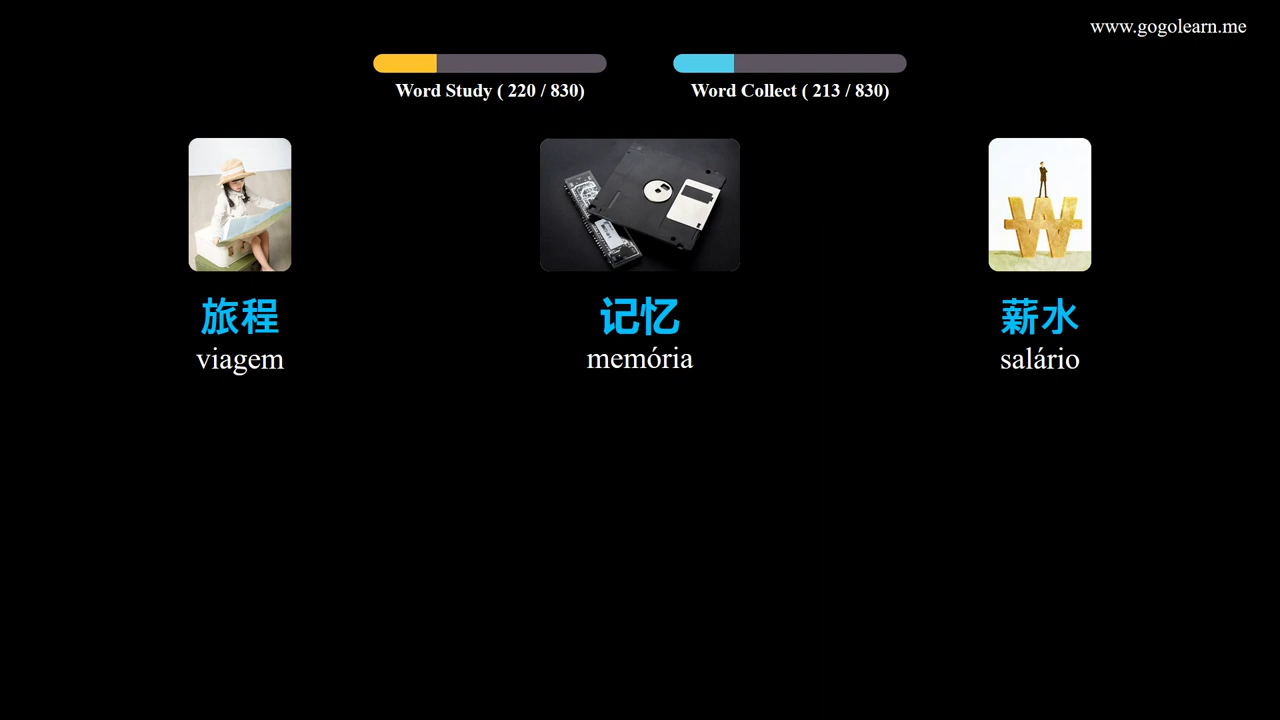 www.gogolearn.me
Word Study ( 220 / 830)
Word Collect ( 213 / 830)
旅程
记忆
薪水
viagem
memória
salário